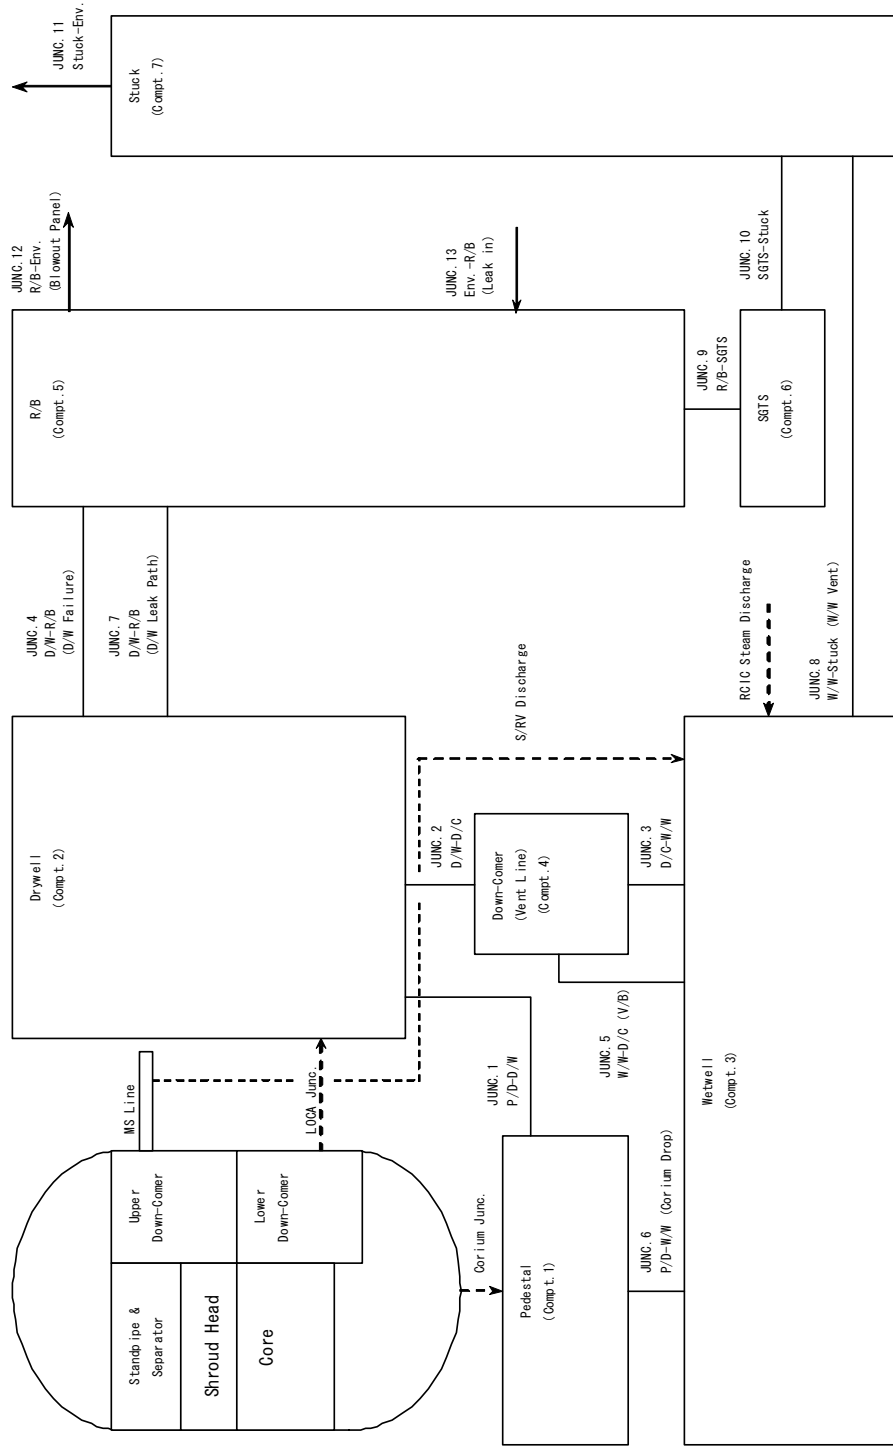 Standpipe &
Separator
Shroud Head
Core
Upper
Down-Comer
Lower
Down-Comer
MS Line
LOCA Junc.
Corium Junc.
Drywell
(Compt.2)
JUNC.4
D/W-R/B
(D/W Failure)
JUNC.7
D/W-R/B
(D/W Leak Path)
R/B
(Compt.5)
JUNC.12
R/B-Env.
(Blowout Panel)
JUNC.13
Env.-R/B
(Leak in)
Stuck
(Compt.7)
JUNC.11
Stuck-Env.
Pedestal
(Compt.1)
JUNC.1
P/D-D/W
JUNC.2
D/W-D/C
S/RV Discharge
Down-Comer
(Vent Line)
(Compt.4)
JUNC.3
D/C-W/W
JUNC.5
W/W-D/C (V/B)
JUNC.6
P/D-W/W (Corium Drop)
Wetwell
(Compt.3)
RCIC Steam Discharge
JUNC.8
W/W-Stuck (W/W Vent)
JUNC.9
R/B-SGTS
SGTS
(Compt.6)
JUNC.10
SGTS-Stuck